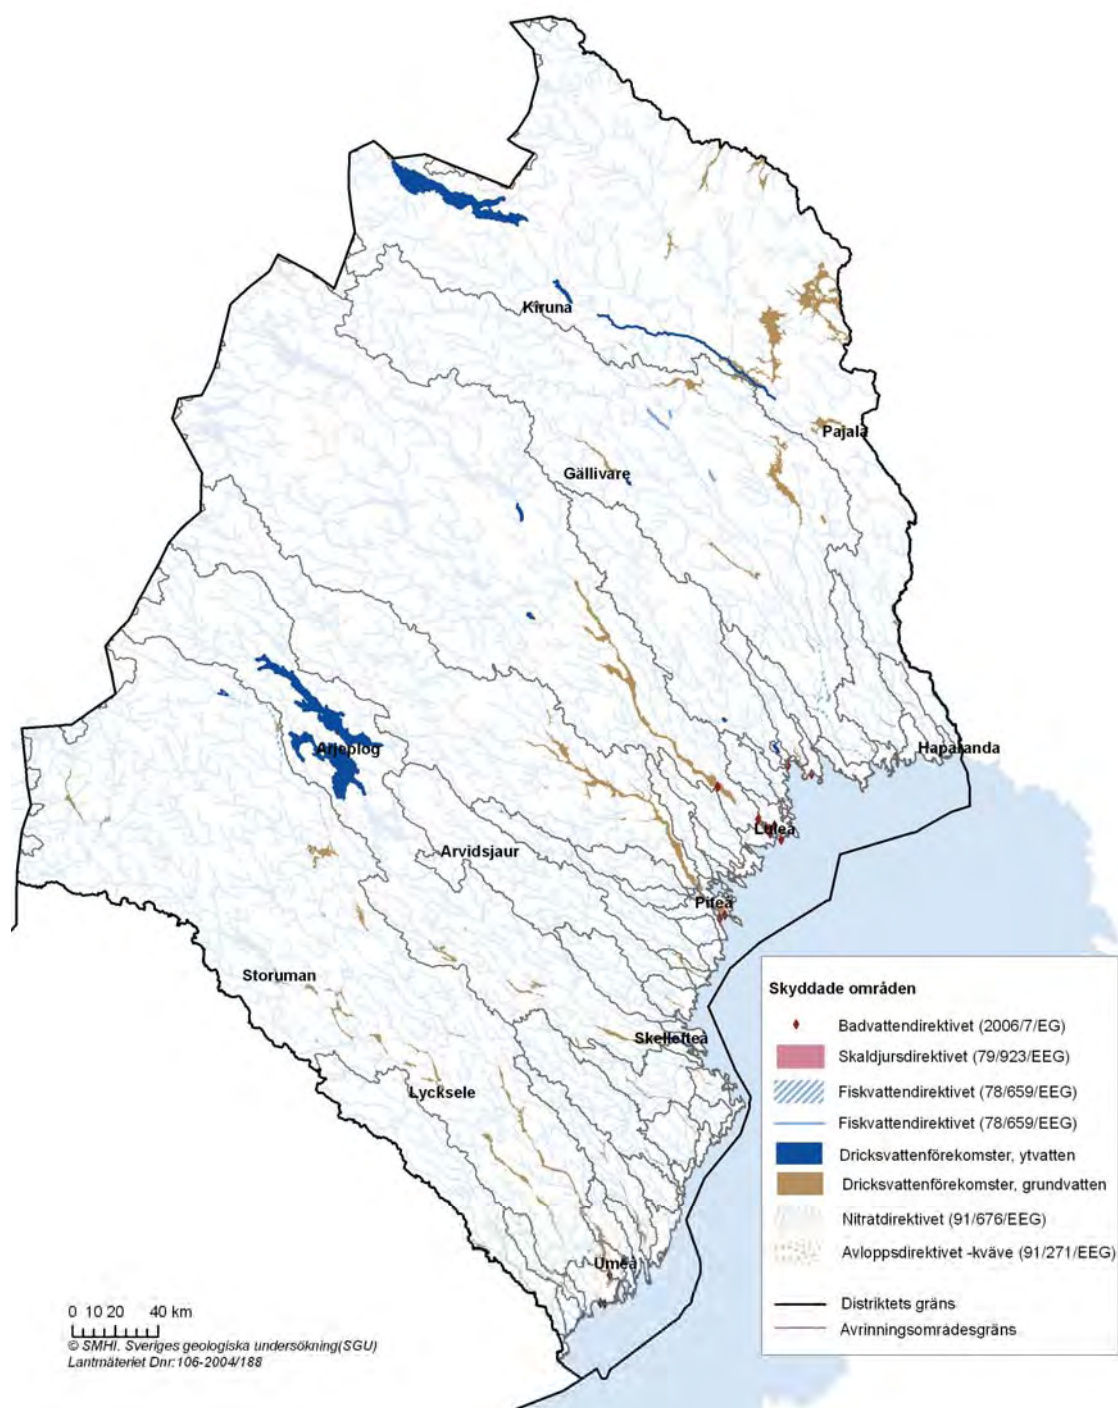 Kiruna
Pajala
Gällivare
Haparanda
Arjeplog
Luleå
Arvidsjaur
Piteå
Storuman
Skyddade områden
Badvattendirektivet (2006/7/EG)
Skellefteå
Skaldjursdirektivet (79/923/EEG)
Lycksele
Fiskvattendirektivet (78/659/EEG)
Fiskvattendirektivet (78/659/EEG)
Dricksvattenförekomster, ytvatten
Dricksvattenförekomster, grundvatten
Nitratdirektivet (91/676/EEG)
Avloppsdirektivet -kväve (91/271/EEG)
Umeå
Distriktets gräns
Avrinningsområdesgräns
0 10 20 40 km
© SMHI. Sveriges geologiska undersökning(SGU)
Lantmäteriet Dnr:106-2004/188